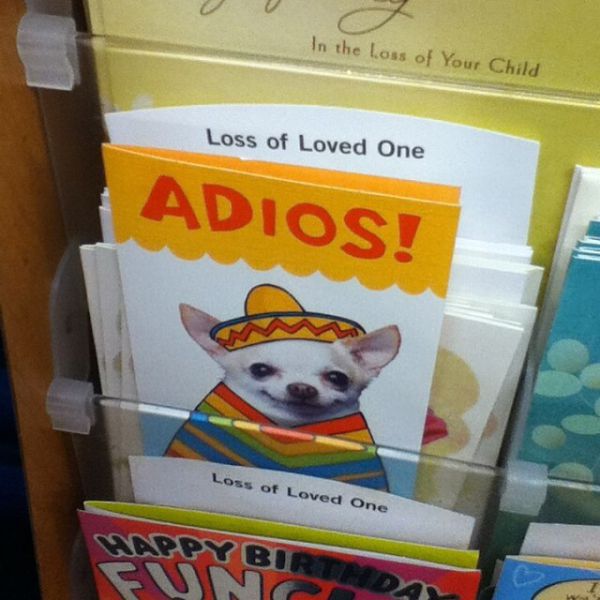 In the Loss of Your Child
Loss of Loved One
ADIOS!
Loss of Loved One
HAPPY BIRTHDAY